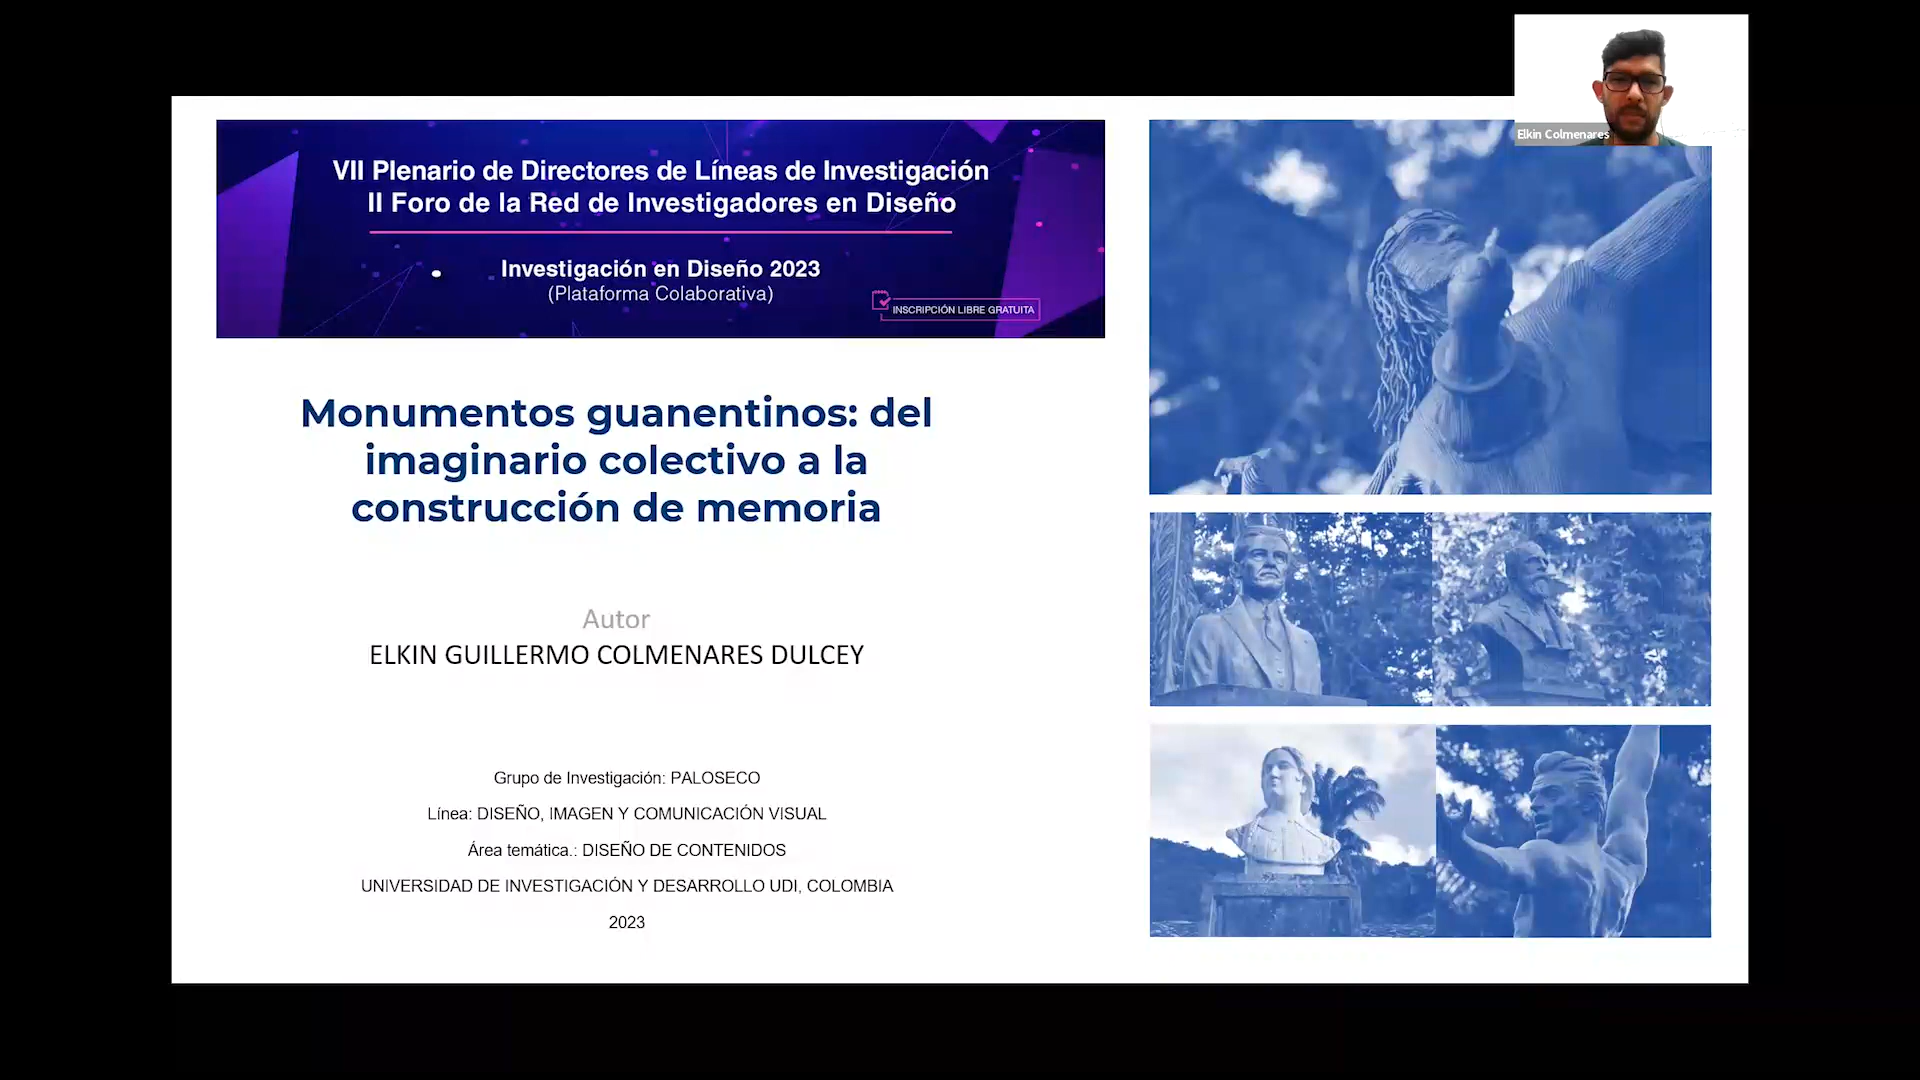 Elkin Colmenares
VII Plenario de Directores de Líneas de Investigación
II Foro de la Red de Investigadores en Diseño
Investigación en Diseño 2023
(Plataforma Colaborativa)
INSCRIPCIÓN LIBRE GRATUITA
Monumentos guanentinos: del
imaginario colectivo a la
construcción de memoria
Autor
ELKIN GUILLERMO COLMENARES DULCEY
Grupo de Investigación: PALOSECO
Línea: DISEÑO, IMAGEN Y COMUNICACIÓN VISUAL
Área temática.: DISEÑO DE CONTENIDOS
UNIVERSIDAD DE INVESTIGACIÓN Y DESARROLLO UDI, COLOMBIA
2023